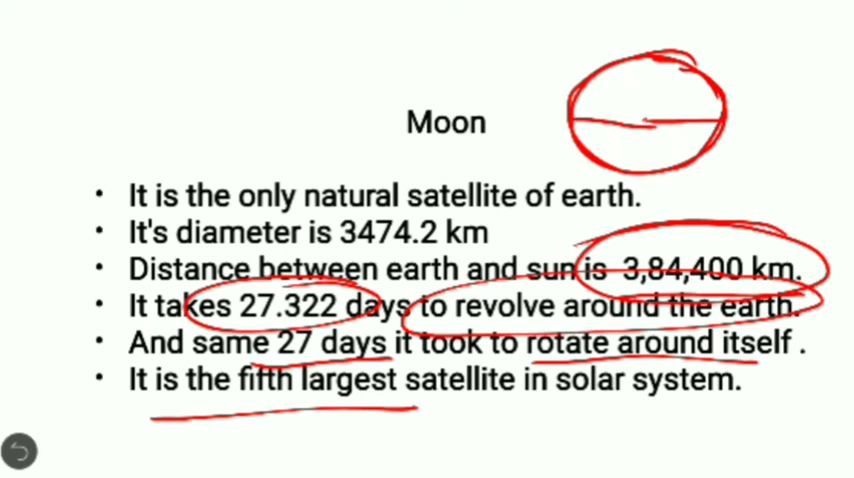 Moon
• It is the only natural satellite of earth.
• It's diameter is 3474.2 km
• Distance between earth and sun is 3,84,400 km.
• It takes 27.322 days to revolve around the earth.
• And same 27 days it took to rotate around itself .
• It is the fifth largest satellite in solar system.